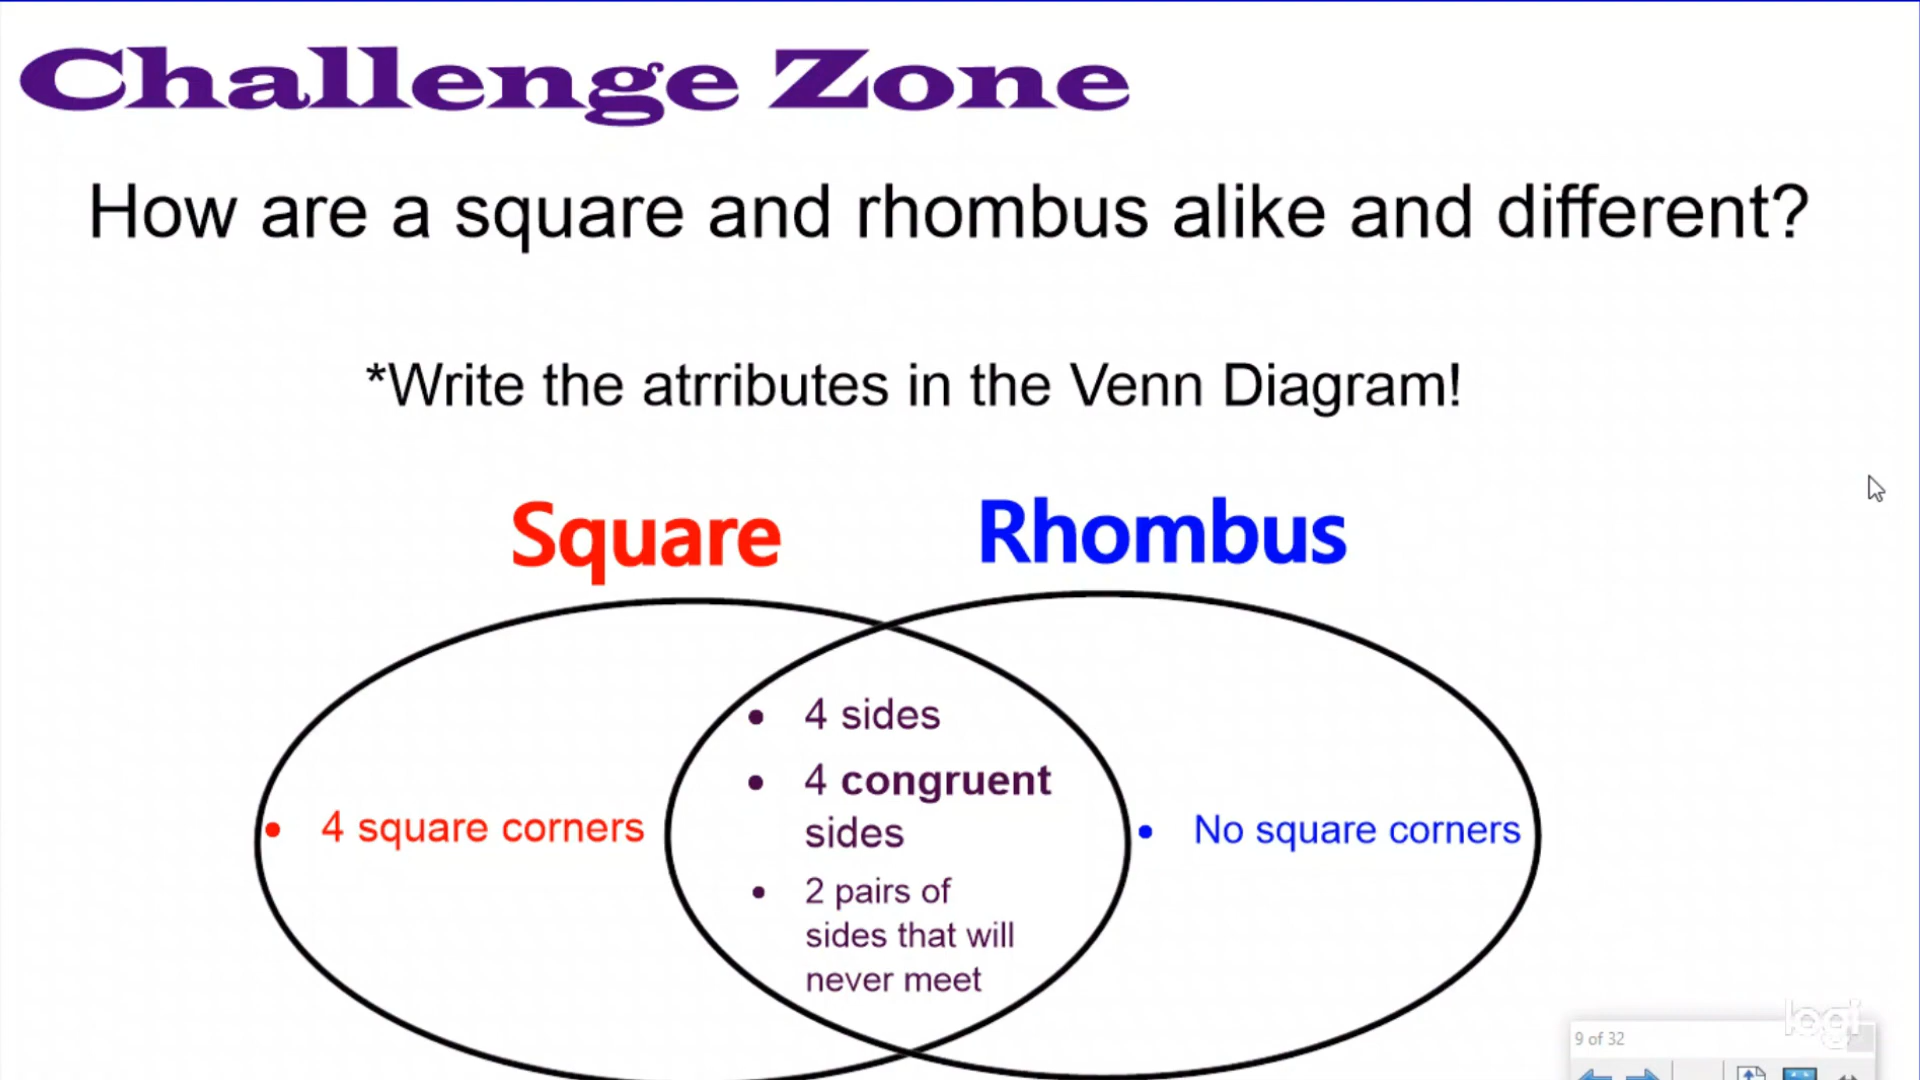 Challenge Zone
How are a square and rhombus alike and different?
*Write the atrributes in the Venn Diagram!
Square
Rhombus
• 4 square corners
• 4 sides
• 4 congruent
sides
• 2 pairs of
sides that will
never meet
• No square corners
logi
9 of 32